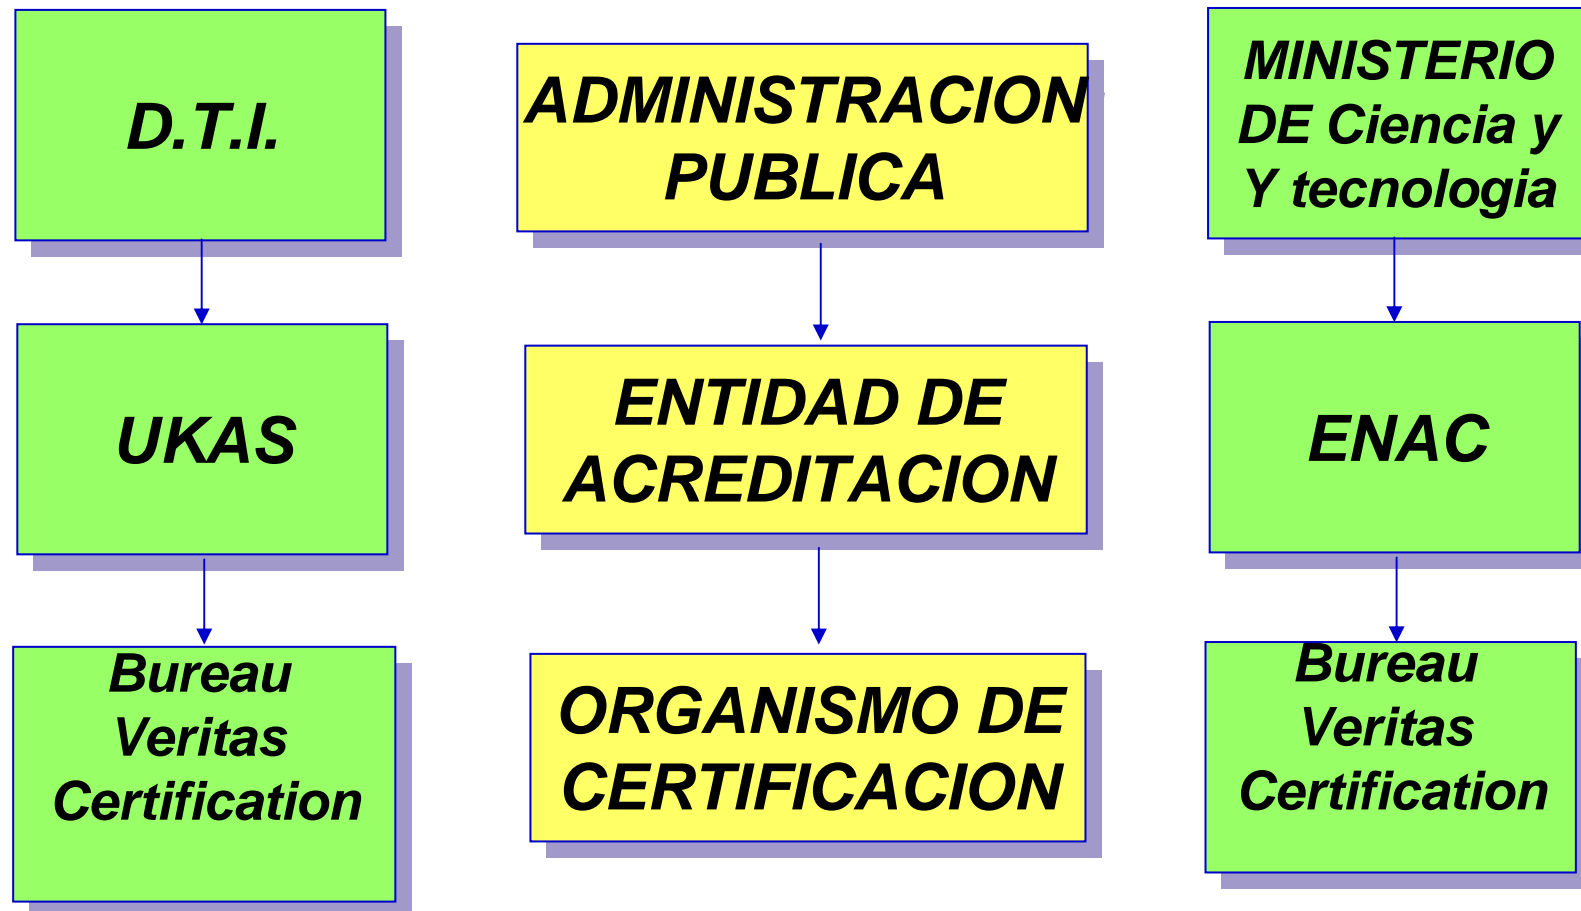 D.T.I.
ADMINISTRACION
PUBLICA
MINISTERIO
DE Ciencia y
Y tecnologia
UKAS
ENTIDAD DE
ACREDITACION
ENAC
Bureau
Veritas
Certification
ORGANISMO DE
CERTIFICACION
Bureau
Veritas
Certification